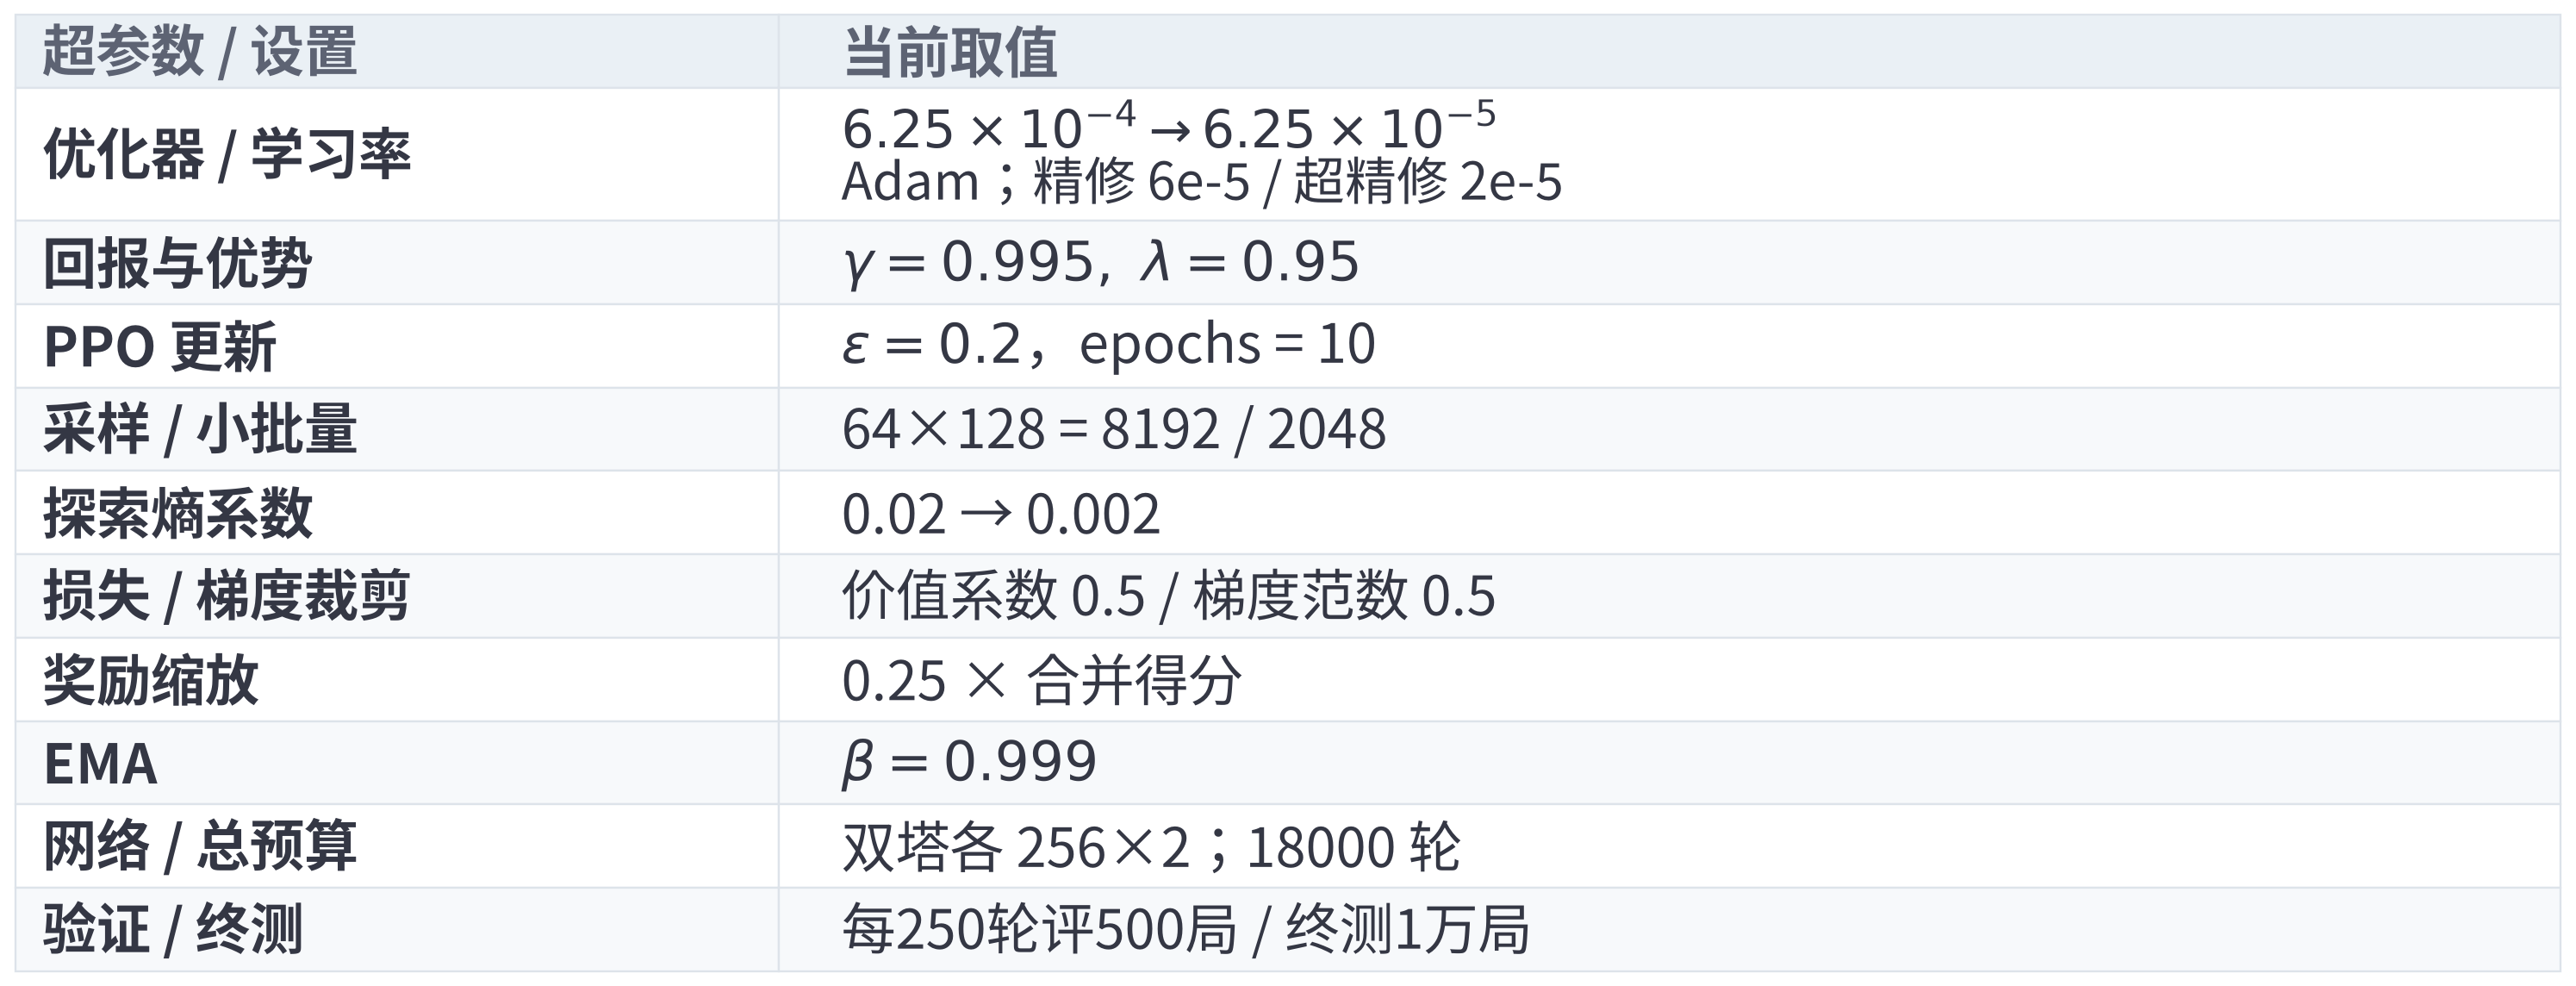 超参数 / 设置
当前取值
优化器 / 学习率
6.25 × 10⁻⁴ → 6.25 × 10⁻⁵
Adam；精修 6e-5 / 超精修 2e-5
回报与优势
γ = 0.995, λ = 0.95
PPO 更新
ε = 0.2，epochs = 10
采样 / 小批量
64×128 = 8192 / 2048
探索熵系数
0.02 → 0.002
损失 / 梯度裁剪
价值系数 0.5 / 梯度范数 0.5
奖励缩放
0.25 × 合并得分
EMA
β = 0.999
网络 / 总预算
双塔各 256×2；18000 轮
验证 / 终测
每250轮评500局 / 终测1万局